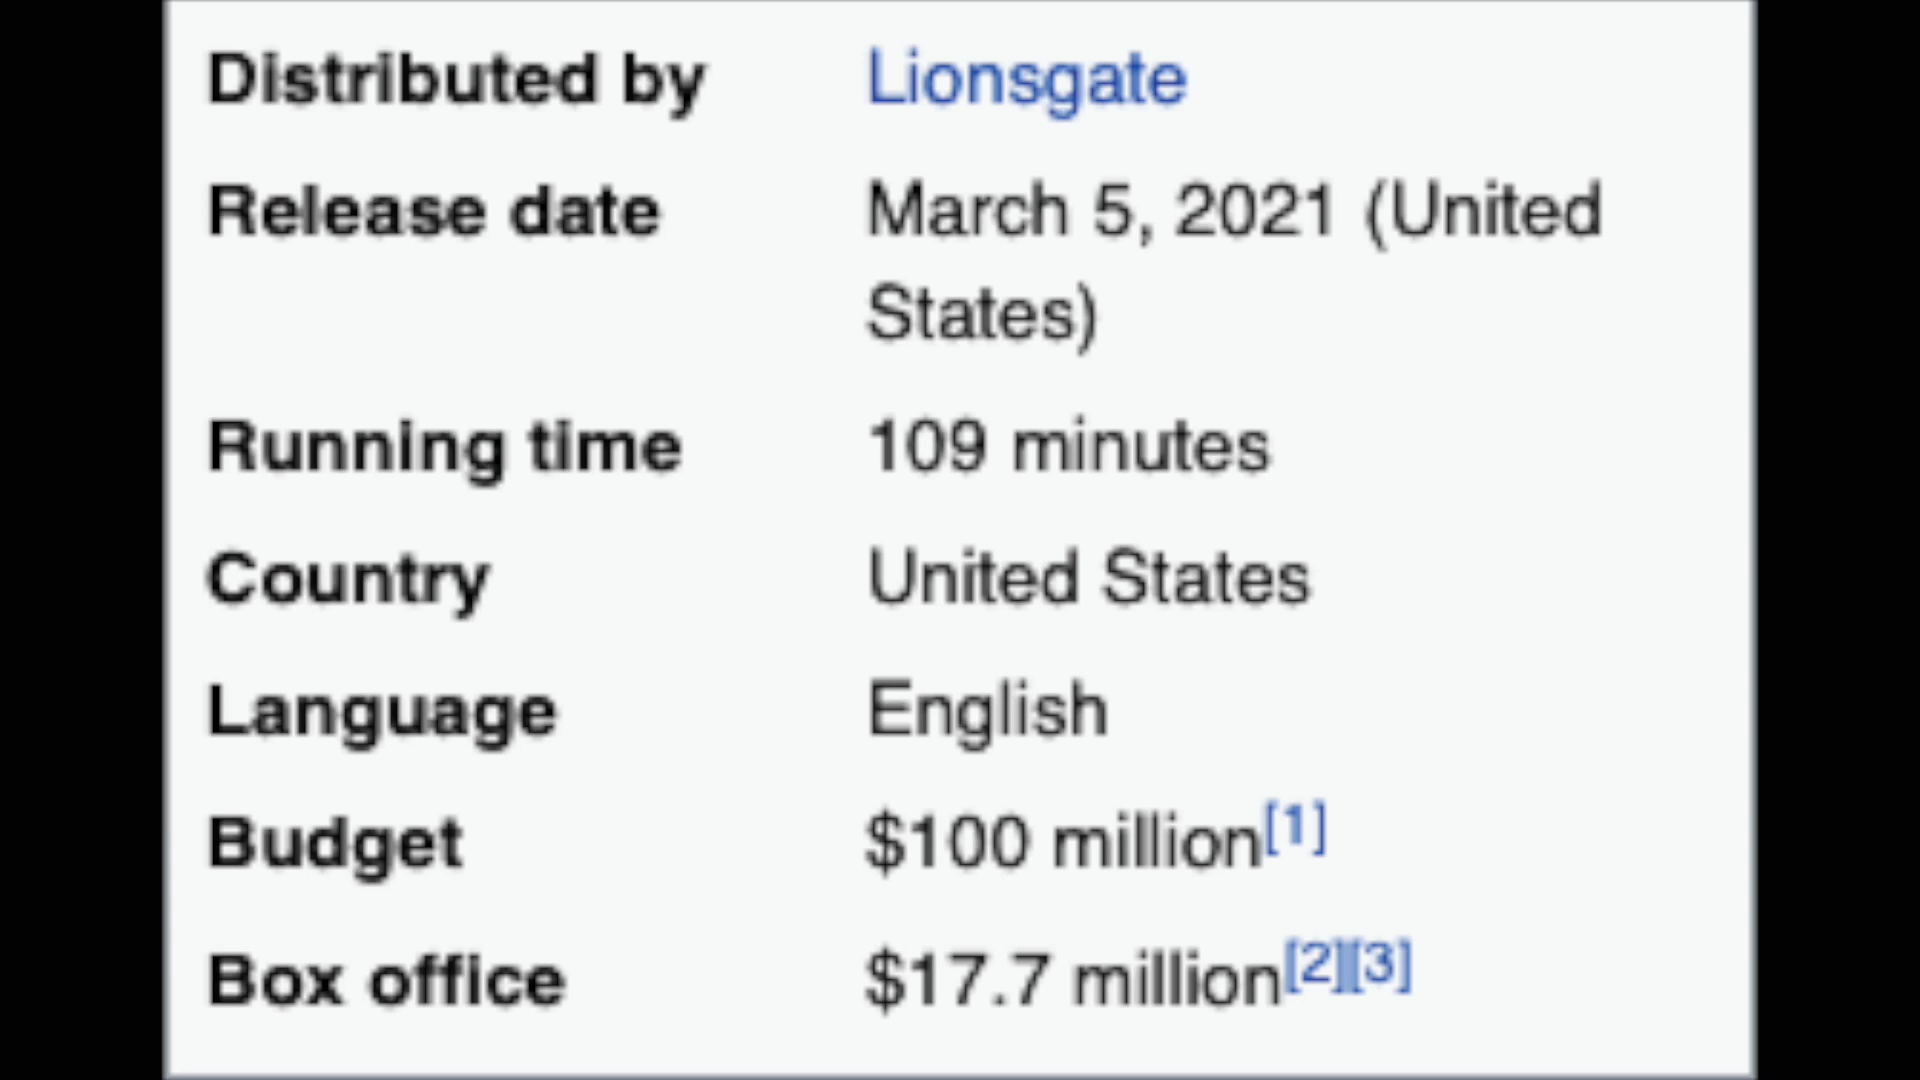 Distributed by Lionsgate
Release date March 5, 2021 (United
States)
Running time 109 minutes
Country United States
Language English
Budget $100 million[1]
Box office $17.7 million[2][3]